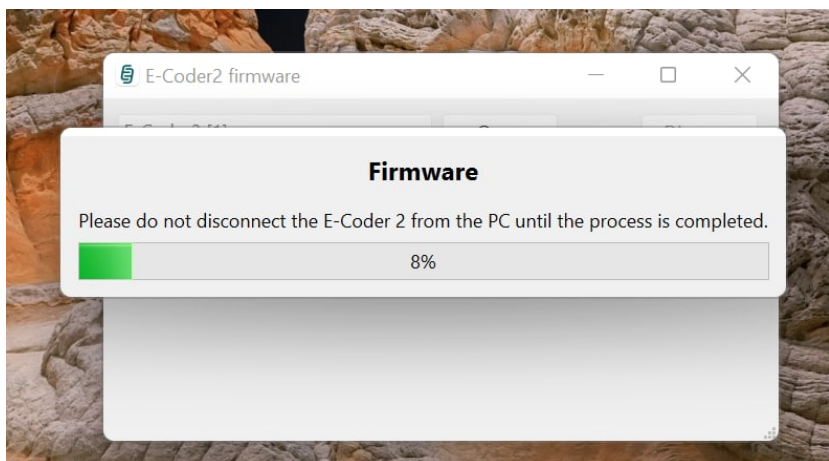 E-Coder2 firmware
Firmware
Please do not disconnect the E-Coder 2 from the PC until the process is completed.
8%